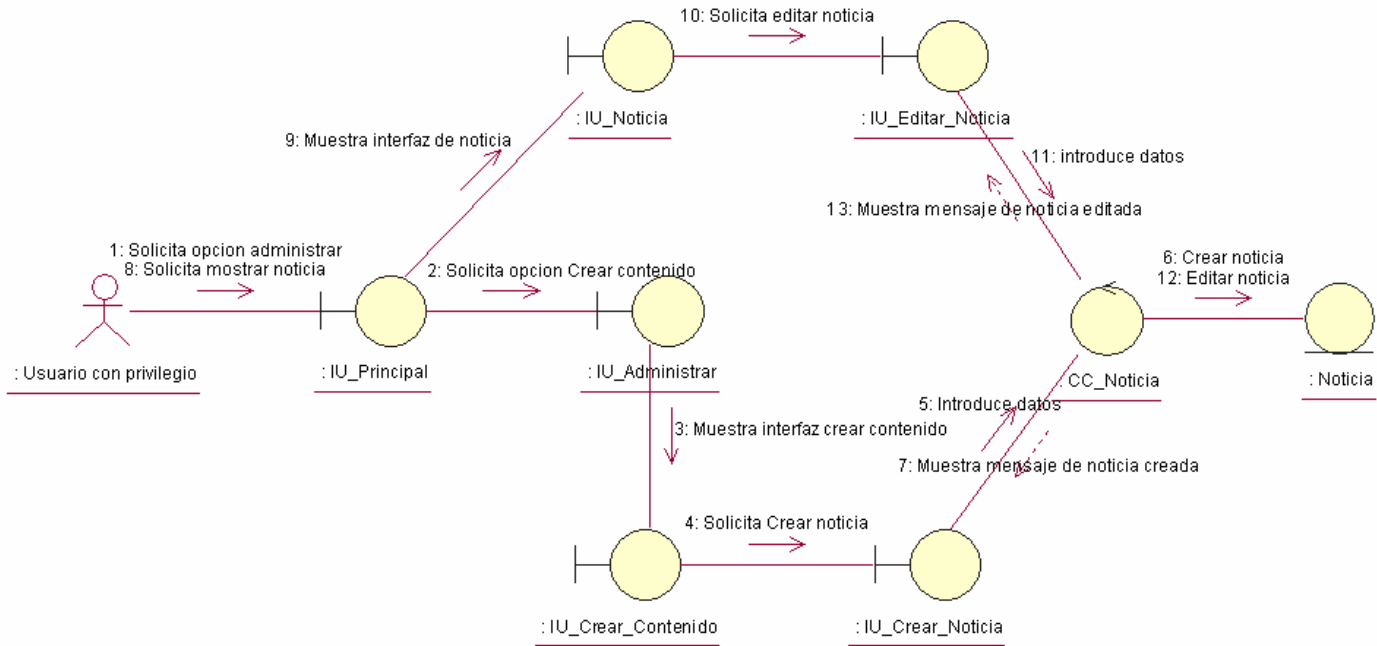 10: Solicita editar noticia
: IU_Noticia
: IU_Editar_Noticia
9: Muestra interfaz de noticia
11: introduce datos
13: Muestra mensaje de noticia editada
1: Solicita opcion administrar
8: Solicita mostrar noticia
2: Solicita opcion Crear contenido
6: Crear noticia
12: Editar noticia
: Usuario con privilegio
: IU_Principal
: IU_Administrar
: CC_Noticia
: Noticia
5: Introduce datos
3: Muestra interfaz crear contenido
7: Muestra mensaje de noticia creada
4: Solicita Crear noticia
: IU_Crear_Contenido
: IU_Crear_Noticia